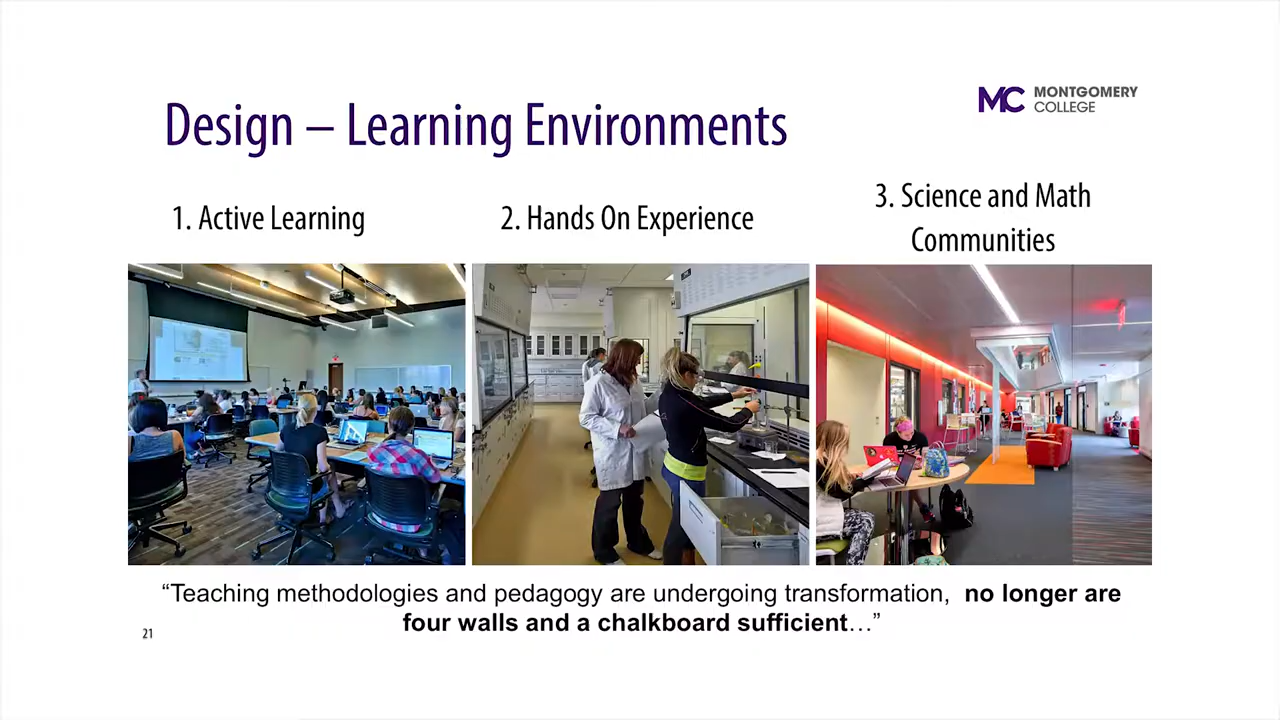 Design – Learning Environments
MC MONTGOMERY
COLLEGE
1. Active Learning
2. Hands On Experience
3. Science and Math
Communities
“Teaching methodologies and pedagogy are undergoing transformation, no longer are
four walls and a chalkboard sufficient…”
21